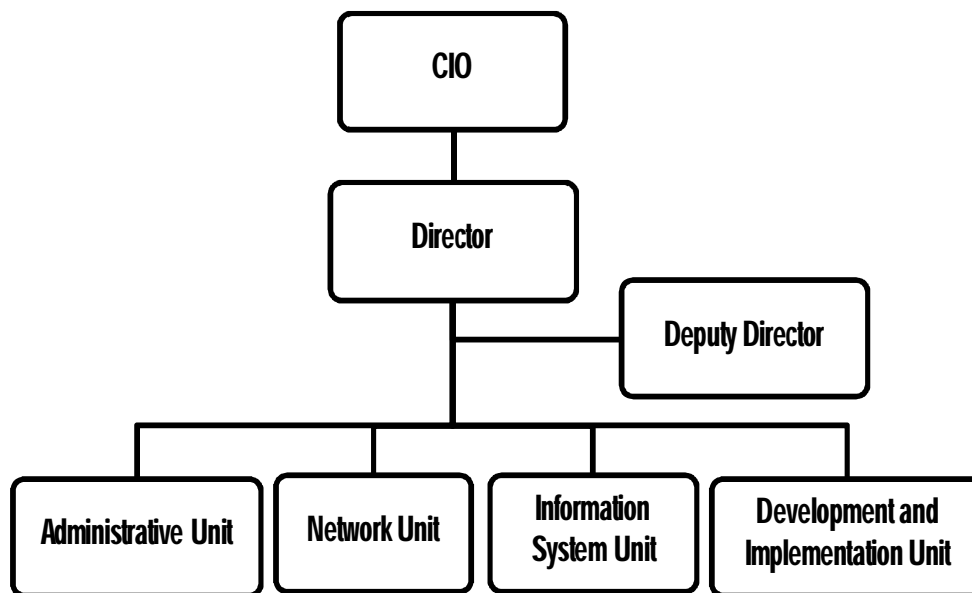 CIO
Director
Deputy Director
Administrative Unit
Network Unit
Information
System Unit
Development and
Implementation Unit